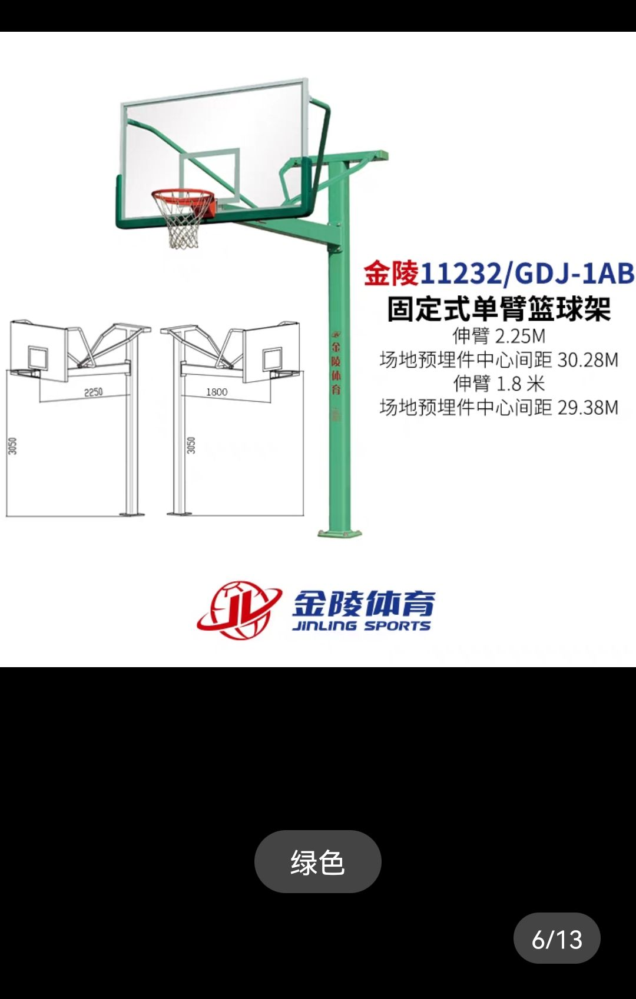 金陵11232/GDJ-1AB
固定式单臂篮球架
伸臂 2.25M
场地预埋件中心间距 30.28M
伸臂 1.8 米
场地预埋件中心间距 29.38M
2250
3050
1800
3050
金陵体育
金陵体育
JINLING SPORTS
绿色
6/13